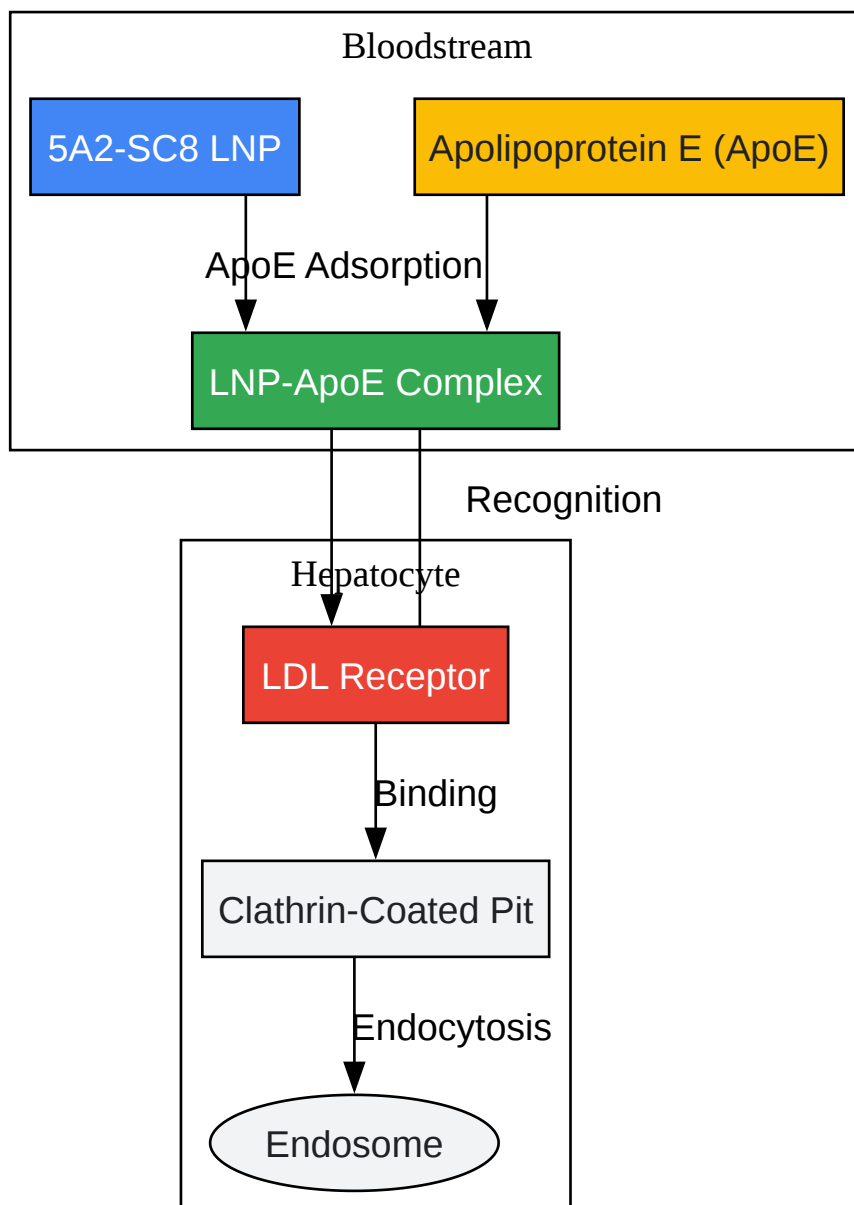 Bloodstream
5A2-SC8 LNP
Apolipoprotein E (ApoE)
ApoE Adsorption
LNP-ApoE Complex
Recognition
Hepatocyte
LDL Receptor
Binding
Clathrin-Coated Pit
Endocytosis
Endosome